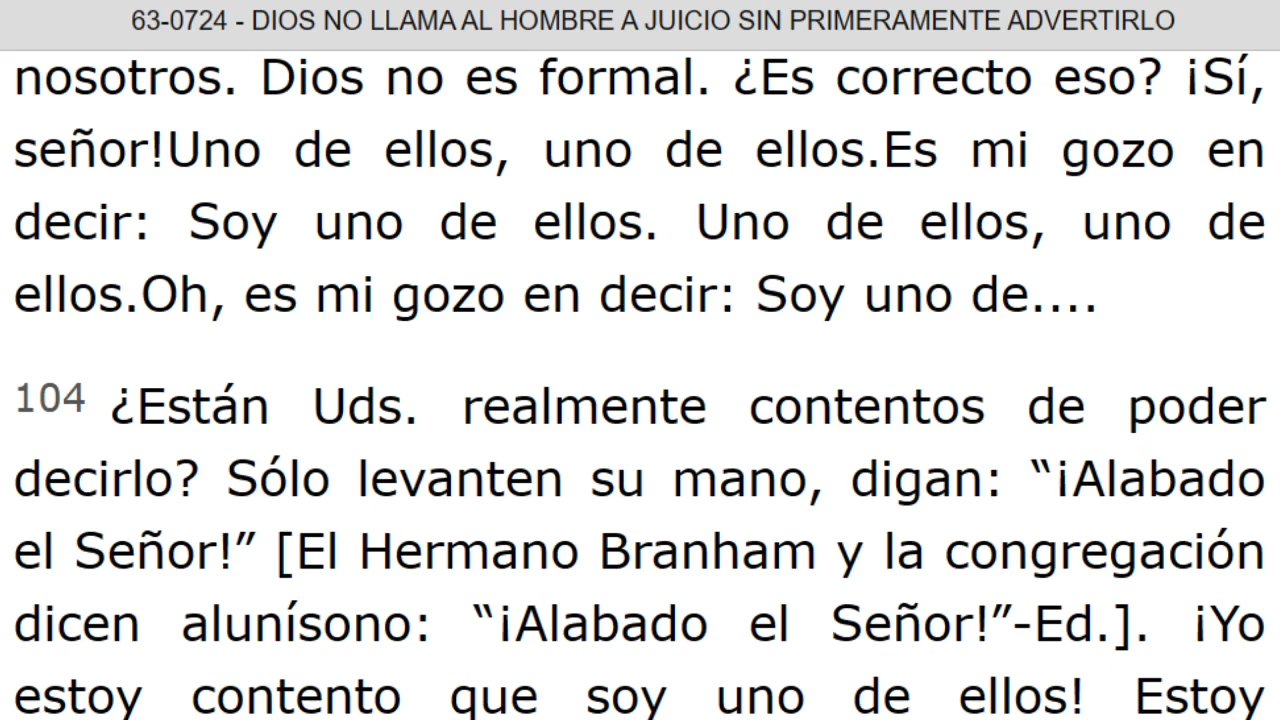 63-0724 - DIOS NO LLAMA AL HOMBRE A JUICIO SIN PRIMERAMENTE ADVERTIRLO
nosotros. Dios no es formal. ¿Es correcto eso? ¡Sí,
señor!Uno de ellos, uno de ellos.Es mi gozo en
decir: Soy uno de ellos. Uno de ellos, uno de
ellos.Oh, es mi gozo en decir: Soy uno de....
104 ¿Están Uds. realmente contentos de poder
decirlo? Sólo levanten su mano, digan: “¡Alabado
el Señor!” [El Hermano Branham y la congregación
dicen alunísono: “¡Alabado el Señor!”-Ed.]. ¡Yo
estoy contento que soy uno de ellos! Estoy